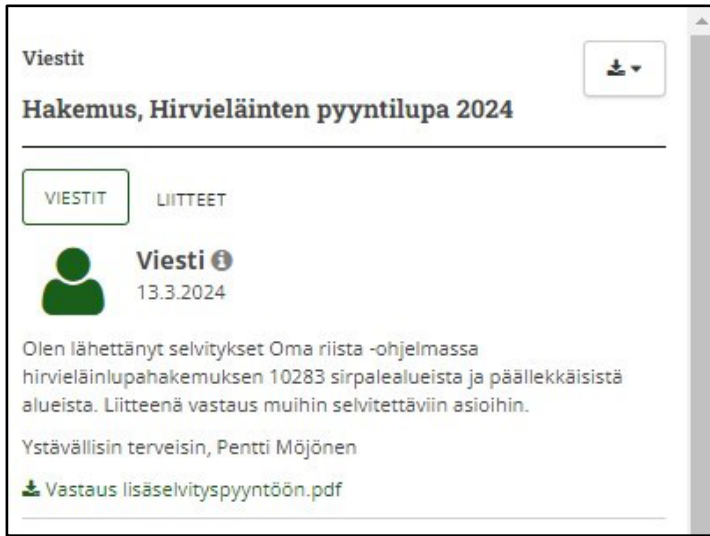 Viestit
Hakemus, Hirvieläinten pyyntilupa 2024
VIESTIT LIITTEET
Viesti
13.3.2024
Olen lähettänyt selvitykset Oma riista -ohjelmassa
hirvieläinlupahakemuksen 10283 sirpalealueista ja päällekkäisistä
alueista. Liitteenä vastaus muihin selvitettäviin asioihin.
Ystävällisin terveisin, Pentti Möjönen
Vastaus lisäselvityspyyntöön.pdf